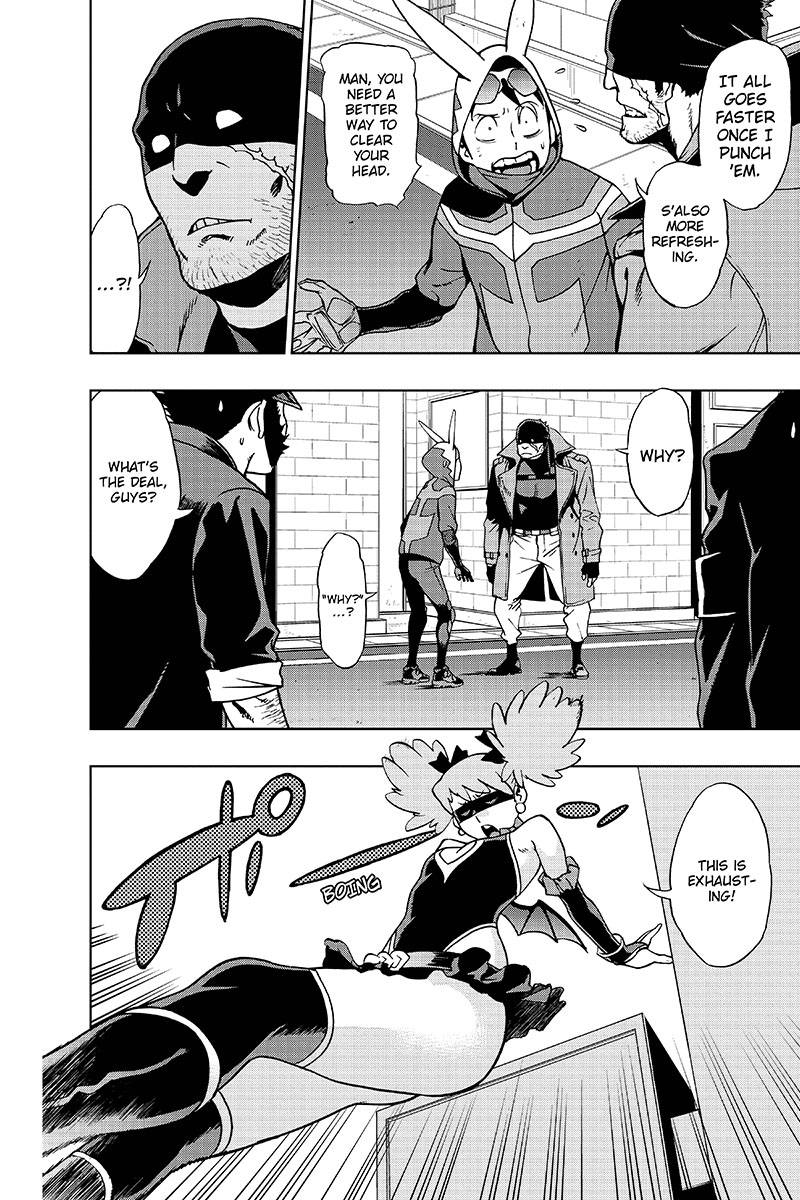 IT ALL
GOES
FASTER
ONCE I
PUNCH
'EM.
S'ALSO
MORE
REFRESH-
ING.
MAN, YOU
NEED A
BETTER
WAY TO
CLEAR
YOUR
HEAD.
...?!
WHY?
"WHY?"
...?
WHAT'S
THE DEAL,
GUYS?
THIS IS
EXHAUST-
ING!
BOING